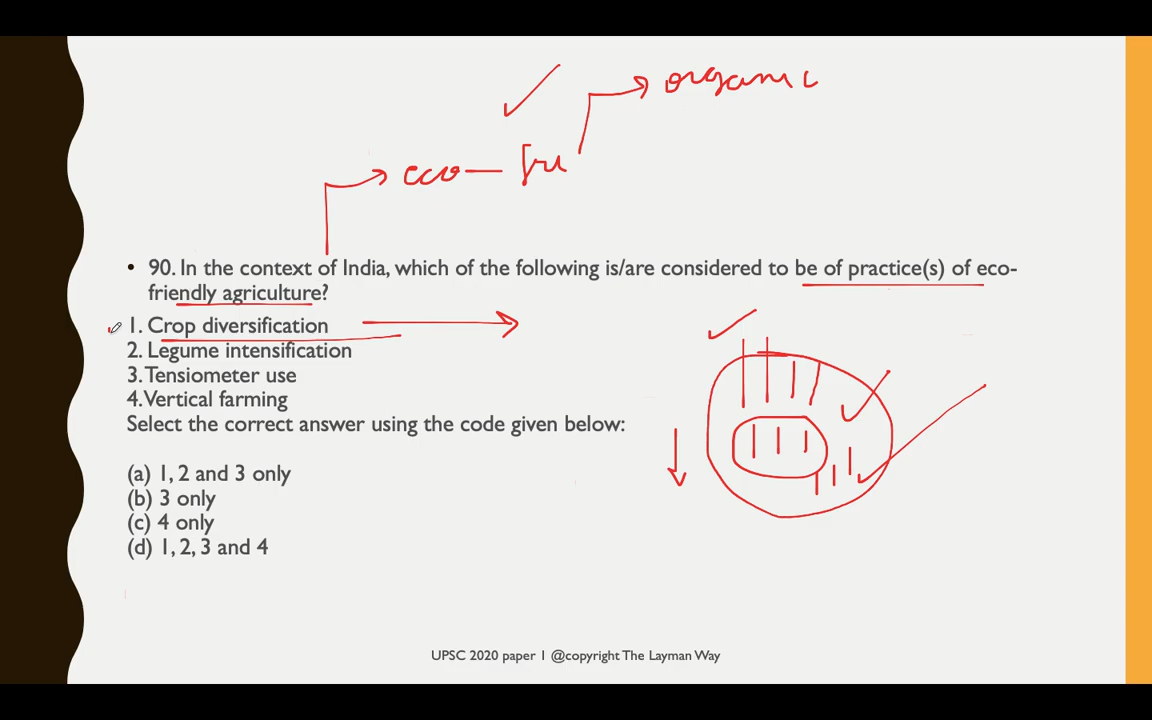 organic
eco- fri
• 90. In the context of India, which of the following is/are considered to be of practice(s) of eco-
friendly agriculture?
1. Crop diversification
2. Legume intensification
3. Tensiometer use
4. Vertical farming
Select the correct answer using the code given below:
(a) 1, 2 and 3 only
(b) 3 only
(c) 4 only
(d) 1, 2, 3 and 4
UPSC 2020 paper 1 @copyright The Layman Way